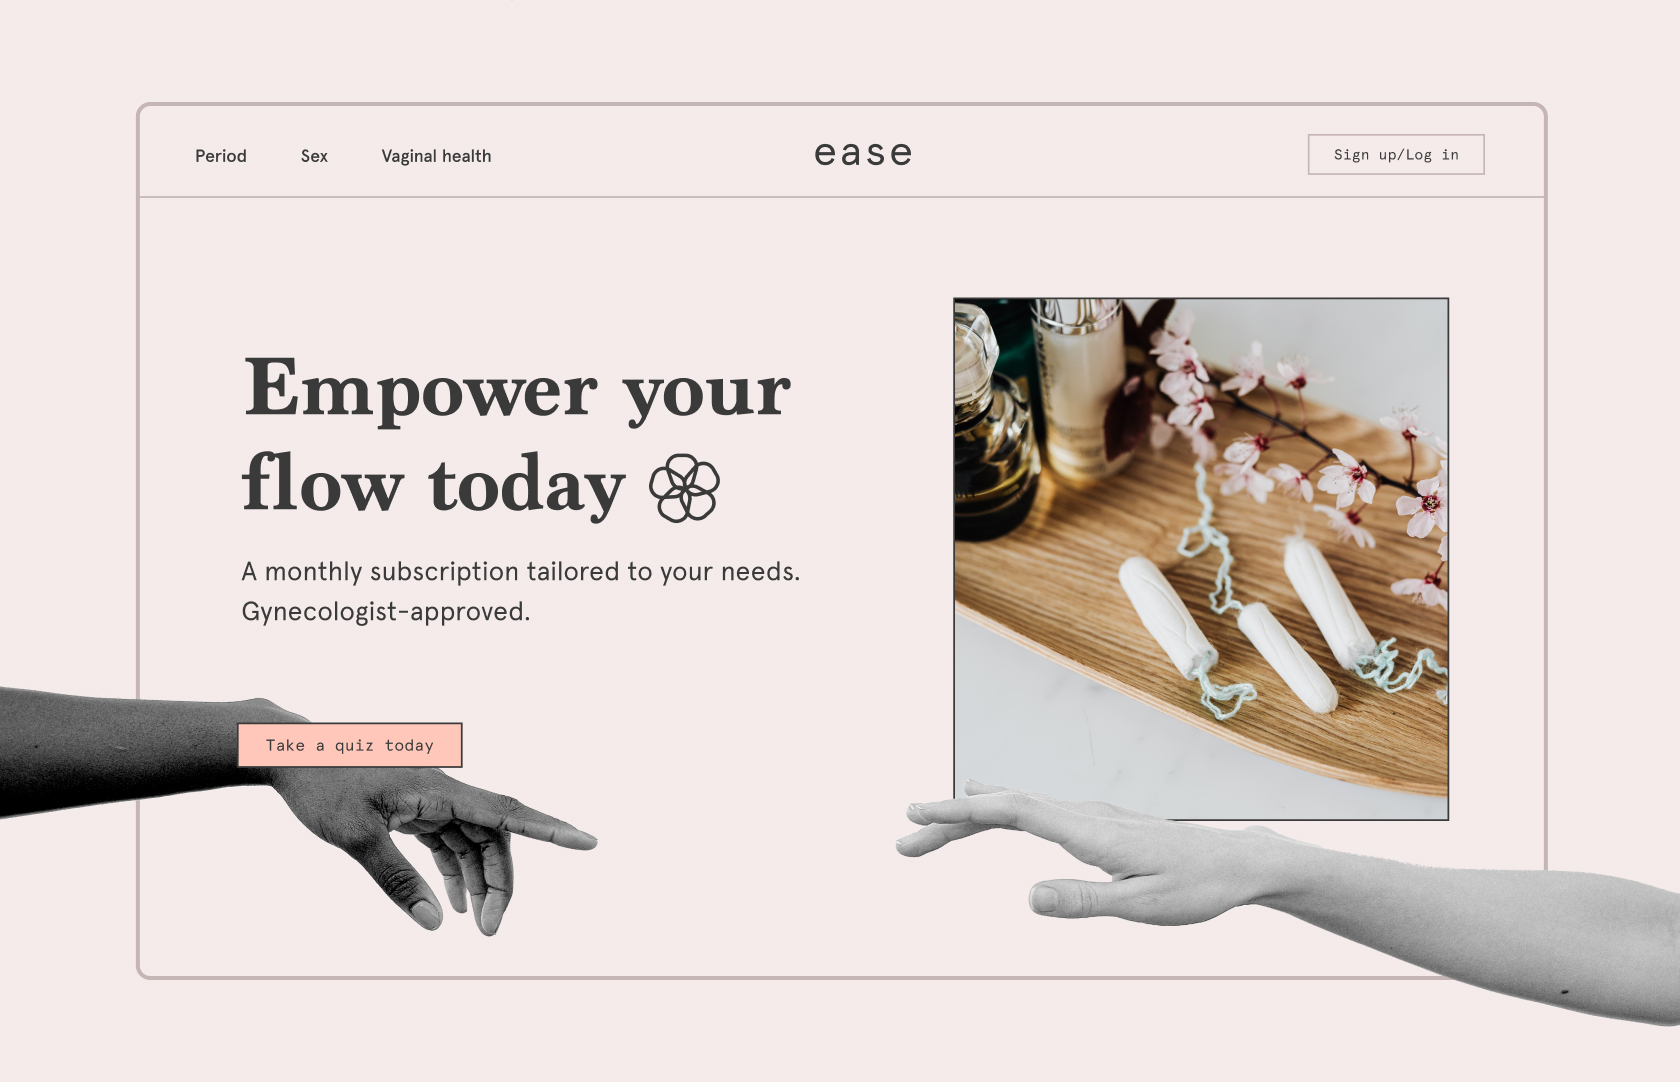 Period Sex Vaginal health ease Sign up/Log in
Empower your
flow today
A monthly subscription tailored to your needs.
Gynecologist-approved.
Take a quiz today